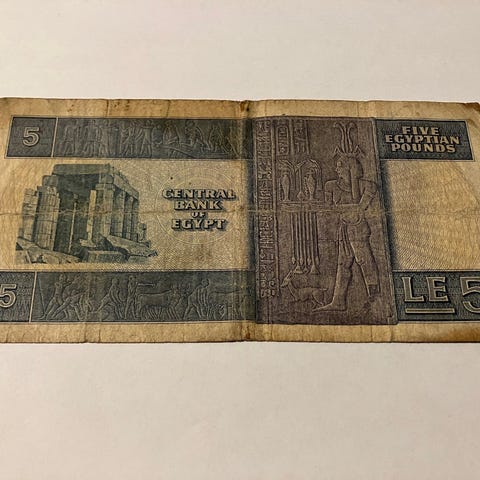 5
FIVE
EGYPTIAN
POUNDS
CENTRAL
BANK
OF
EGYPT
5
LE 5